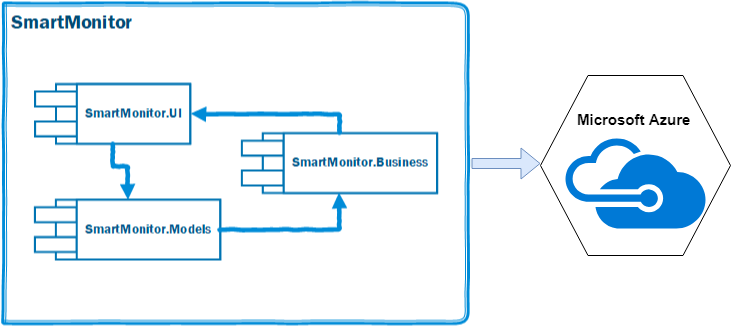 SmartMonitor
SmartMonitor.UI
Microsoft Azure
SmartMonitor.Business
SmartMonitor.Models